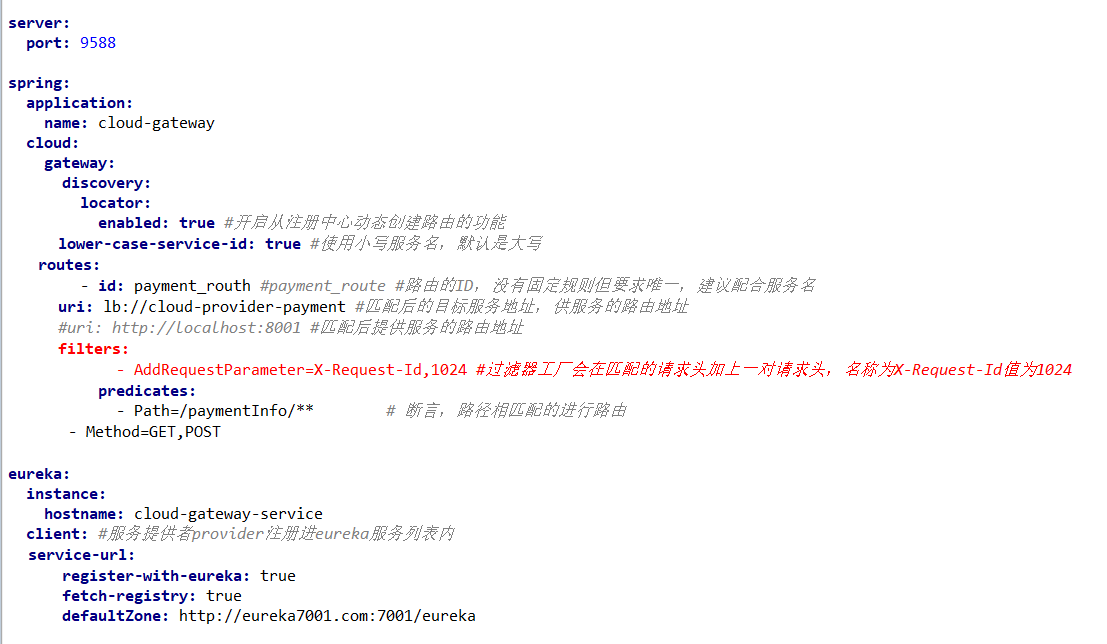 server:
port: 9588
spring:
application:
name: cloud-gateway
cloud:
gateway:
discovery:
locator:
enabled: true #开启从注册中心动态创建路由的功能
lower-case-service-id: true #使用小写服务名，默认是大写
routes:
- id: payment_routh #payment_route #路由的ID，没有固定规则但要求唯一，建议配合服务名
uri: lb://cloud-provider-payment #匹配后的目标服务地址，供服务的路由地址
#uri: http://localhost:8001 #匹配后提供服务的路由地址
filters:
- AddRequestParameter=X-Request-Id,1024 #过滤器工厂会在匹配的请求头加上一对请求头，名称为X-Request-Id值为1024
predicates:
- Path=/paymentInfo/** # 断言，路径相匹配的进行路由
- Method=GET,POST
eureka:
instance:
hostname: cloud-gateway-service
client: #服务提供者provider注册进eureka服务列表内
service-url:
register-with-eureka: true
fetch-registry: true
defaultZone: http://eureka7001.com:7001/eureka